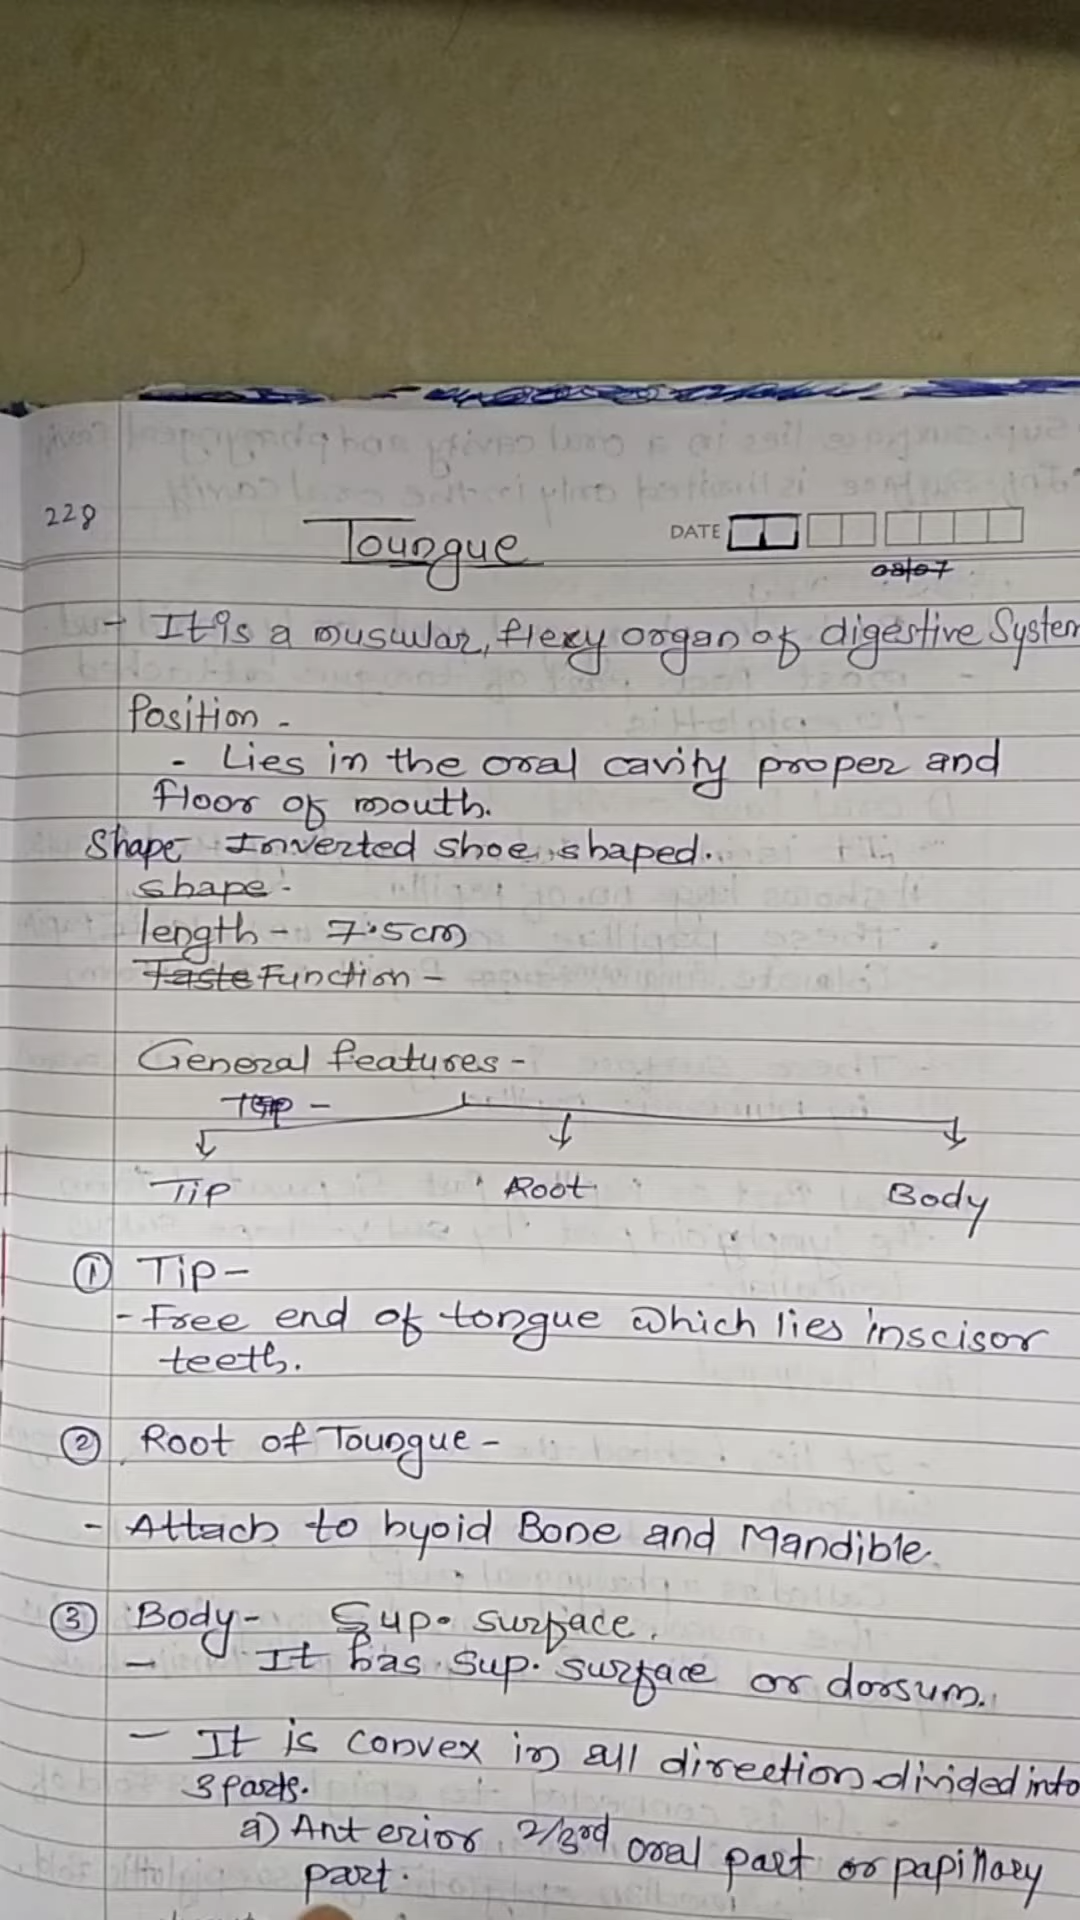 228
Toungue
DATE
03/07
- It is a muscular, flexy organ of digestive System
Position -
- Lies in the oral cavity proper and
floor of mouth.
Shape - Inverted shoe shaped.
shape -
length - 7.5cm
Taste Function -
General features -
Tip Root Body
① Tip -
- Free end of tongue which lies inscisor
teeth.
② Root of Toungue -
- Attach to hyoid Bone and Mandible.
③ Body - Sup. surface.
- It has sup. surface or dorsum.
- It is convex in all direction divided into
3 parts.
a) Anterior 2/3rd oral part or papillary
part.